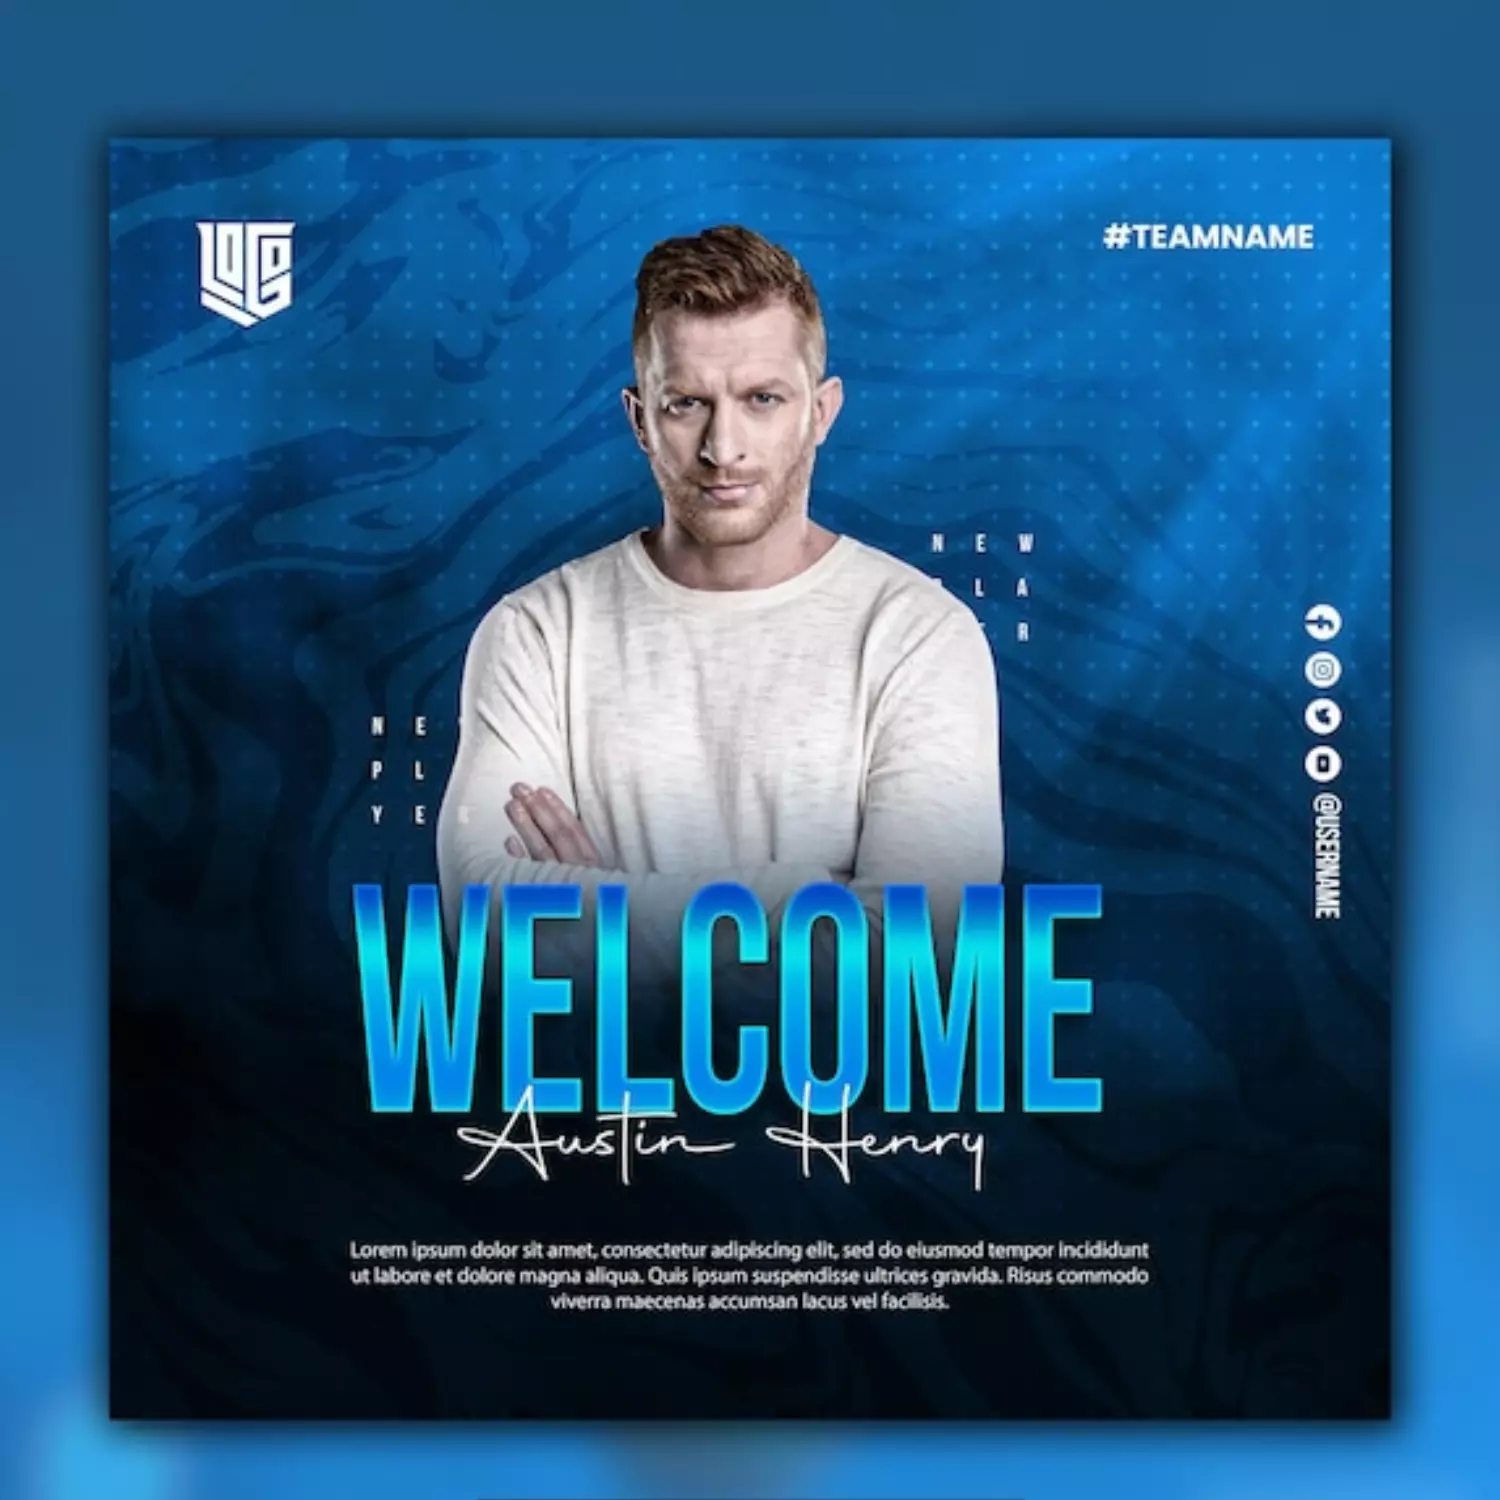 LOGO
#TEAMNAME
N E W
L A
R
N E
P L
Y E
@USERNAME
WELCOME
Austin Henry
Lorem ipsum dolor sit amet, consectetur adipiscing elit, sed do eiusmod tempor incididunt
ut labore et dolore magna aliqua. Quis ipsum suspendisse ultrices gravida. Risus commodo
viverra maecenas accumsan lacus vel facilisis.